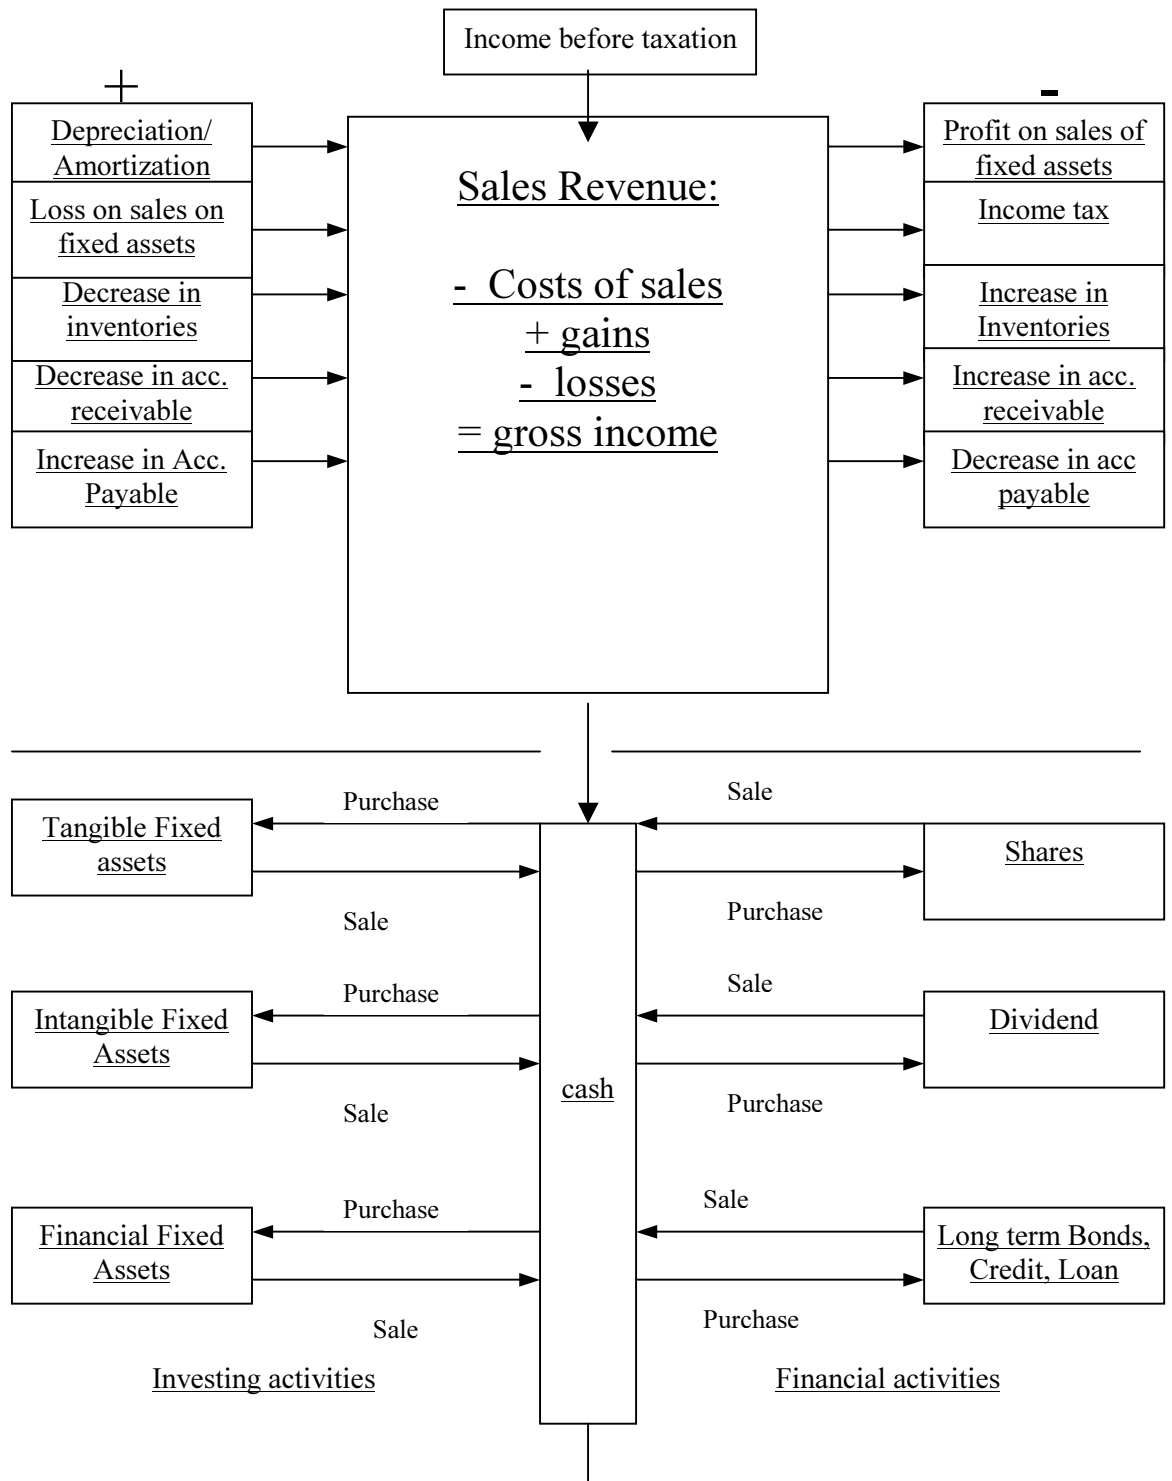 Income before taxation
+
-
Depreciation/
Amortization
Loss on sales on
fixed assets
Decrease in
inventories
Decrease in acc.
receivable
Increase in Acc.
Payable
Sales Revenue:
- Costs of sales
+ gains
- losses
= gross income
Profit on sales of
fixed assets
Income tax
Increase in
Inventories
Increase in acc.
receivable
Decrease in acc
payable
Purchase
Sale
Tangible Fixed
assets
Shares
Sale
Purchase
Purchase
Sale
Intangible Fixed
Assets
Dividend
cash
Sale
Purchase
Purchase
Sale
Financial Fixed
Assets
Long term Bonds,
Credit, Loan
Sale
Purchase
Investing activities
Financial activities